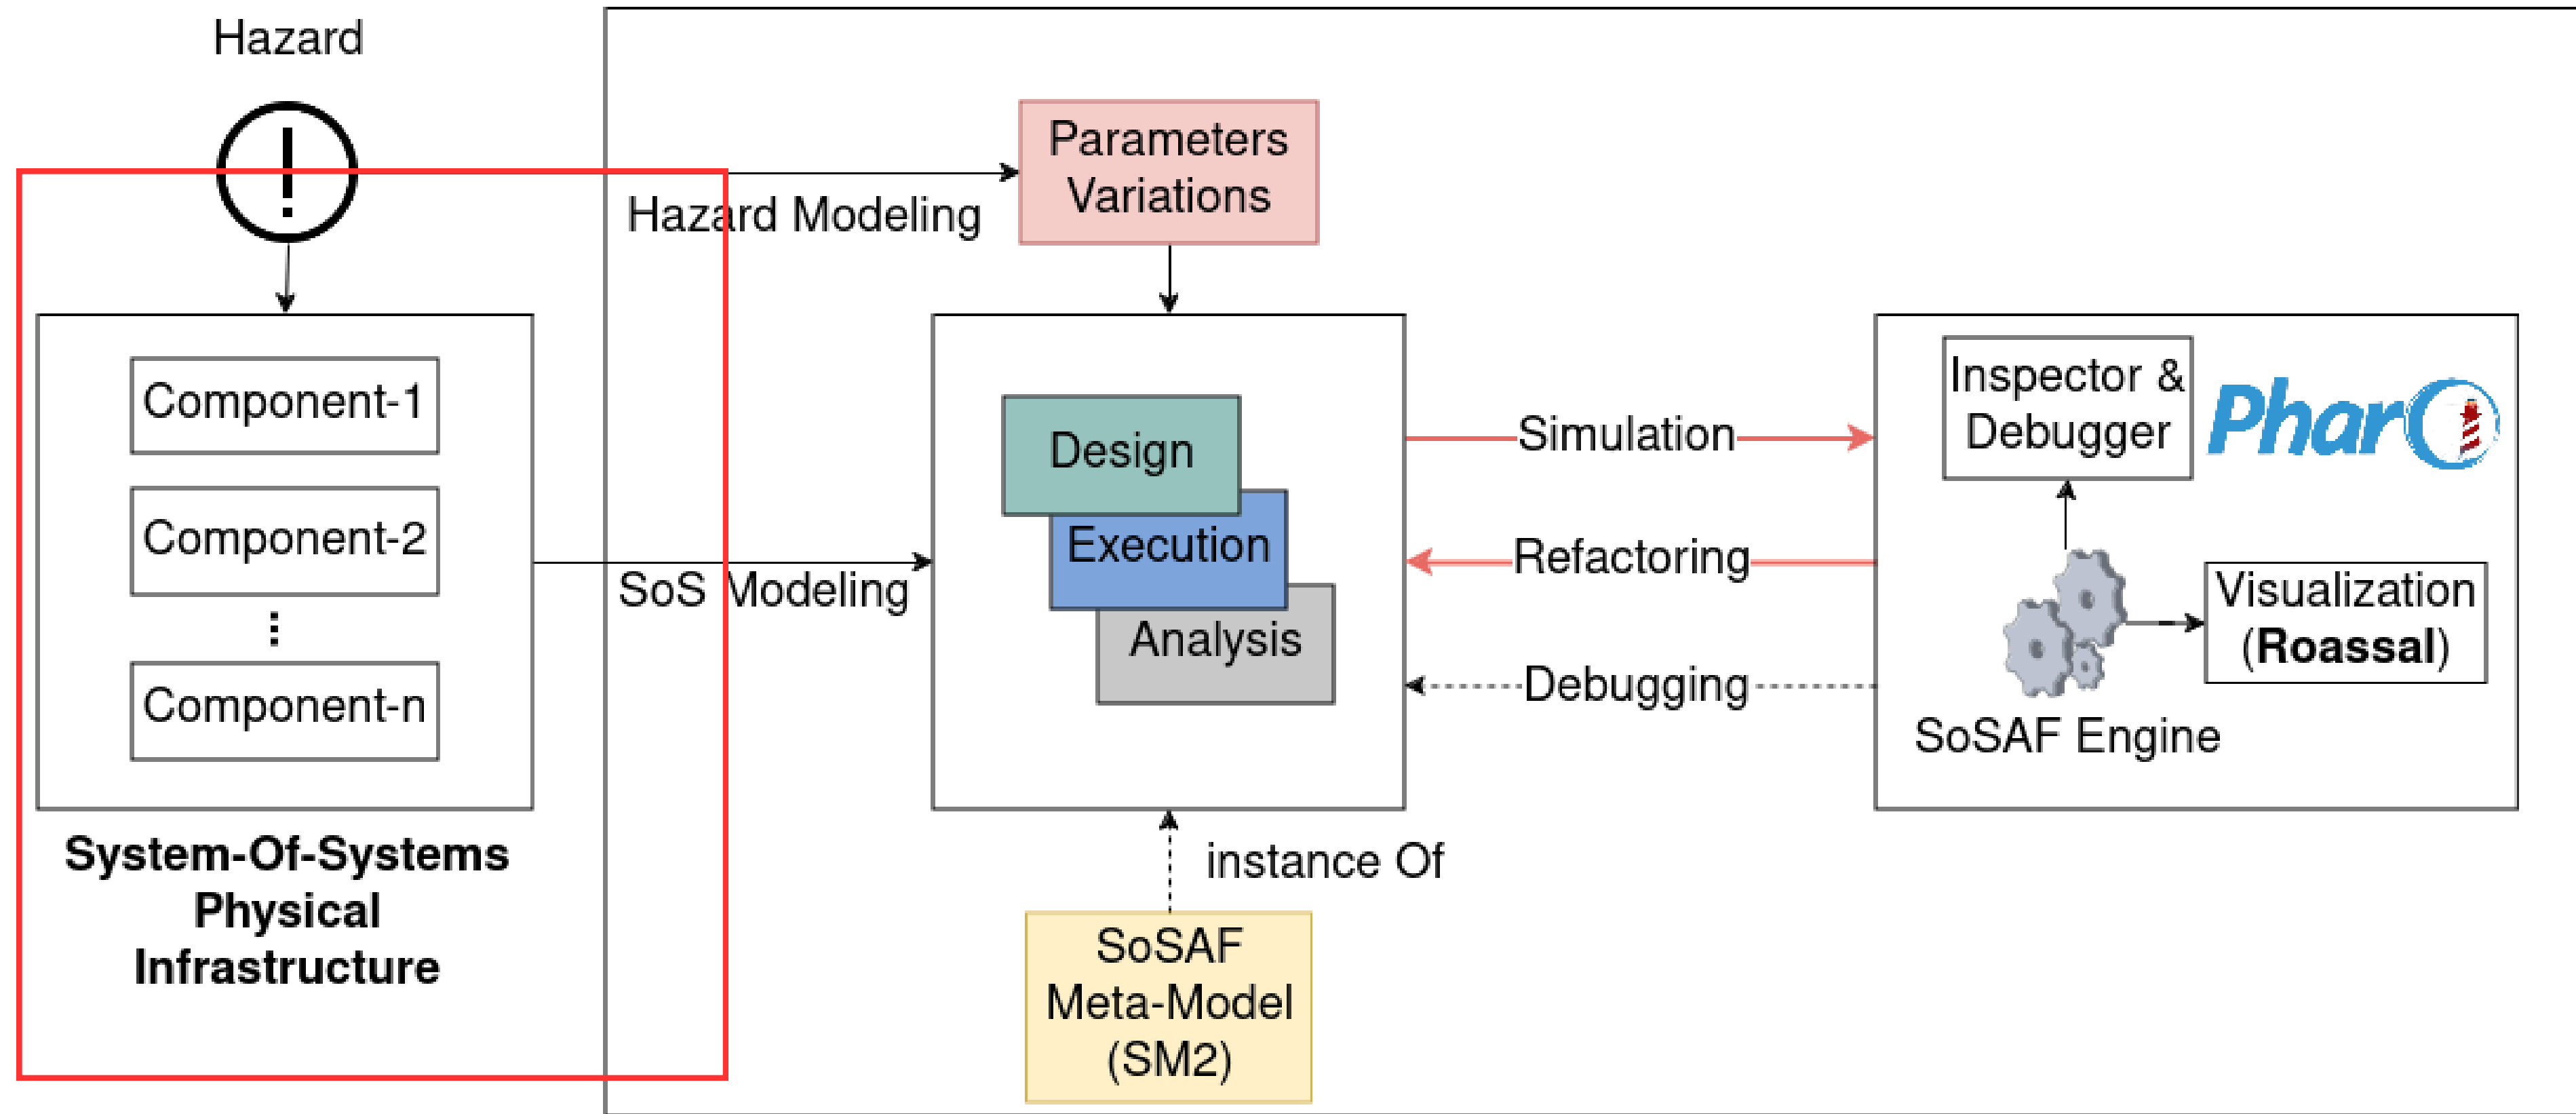 Hazard
!
Hazard Modeling
Parameters
Variations
Component-1
Component-2
Component-n
System-Of-Systems
Physical
Infrastructure
SoS Modeling
Design
Execution
Analysis
instance Of
SoSAF
Meta-Model
(SM2)
Simulation
Refactoring
Debugging
Inspector &
Debugger
Pharo
Visualization
(Roassal)
SoSAF Engine